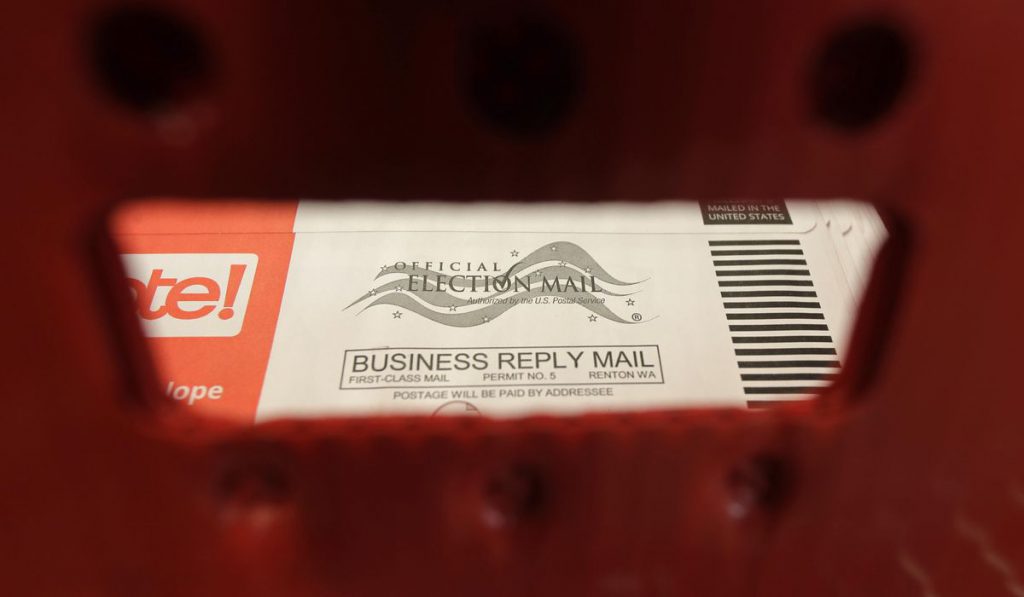 MAILED IN THE
UNITED STATES
ote!
OFFICIAL
ELECTION MAIL
Authorized by the U.S. Postal Service
®
BUSINESS REPLY MAIL
FIRST-CLASS MAIL PERMIT NO. 5 RENTON WA
POSTAGE WILL BE PAID BY ADDRESSEE
lope